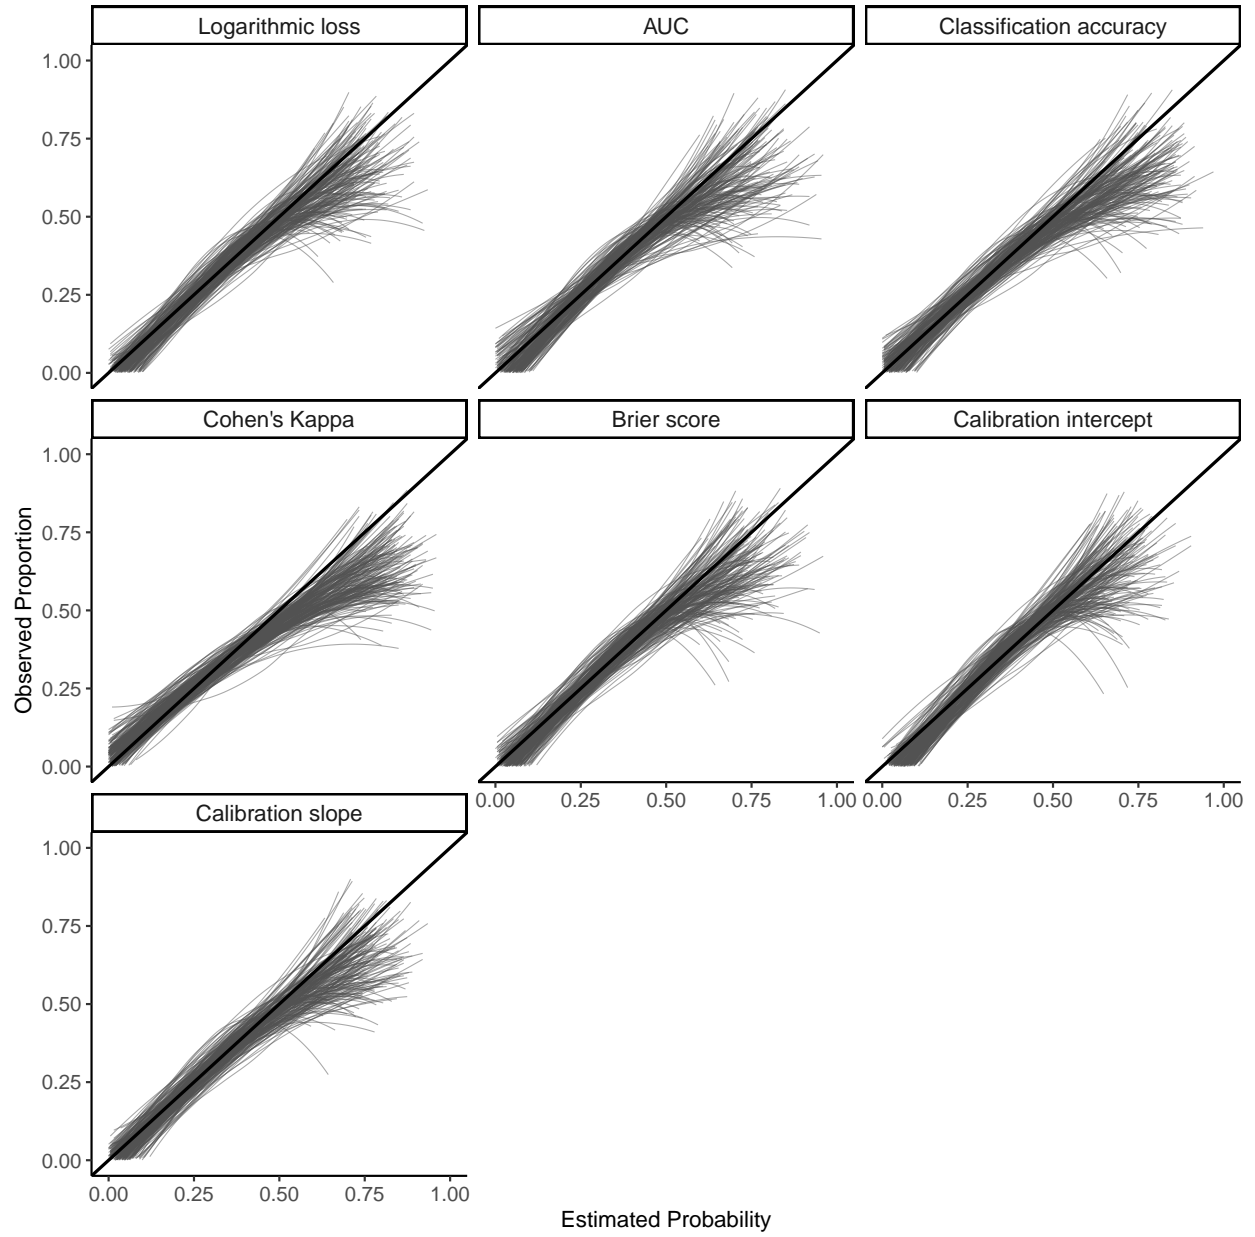 Logarithmic loss
AUC
Classification accuracy
1.00
0.75
0.50
0.25
0.00
Cohen's Kappa
Brier score
Calibration intercept
1.00
0.75
0.50
0.25
0.00
Observed Proportion
0.00 0.25 0.50 0.75 1.00
0.00 0.25 0.50 0.75 1.00
Calibration slope
1.00
0.75
0.50
0.25
0.00
0.00 0.25 0.50 0.75 1.00
Estimated Probability